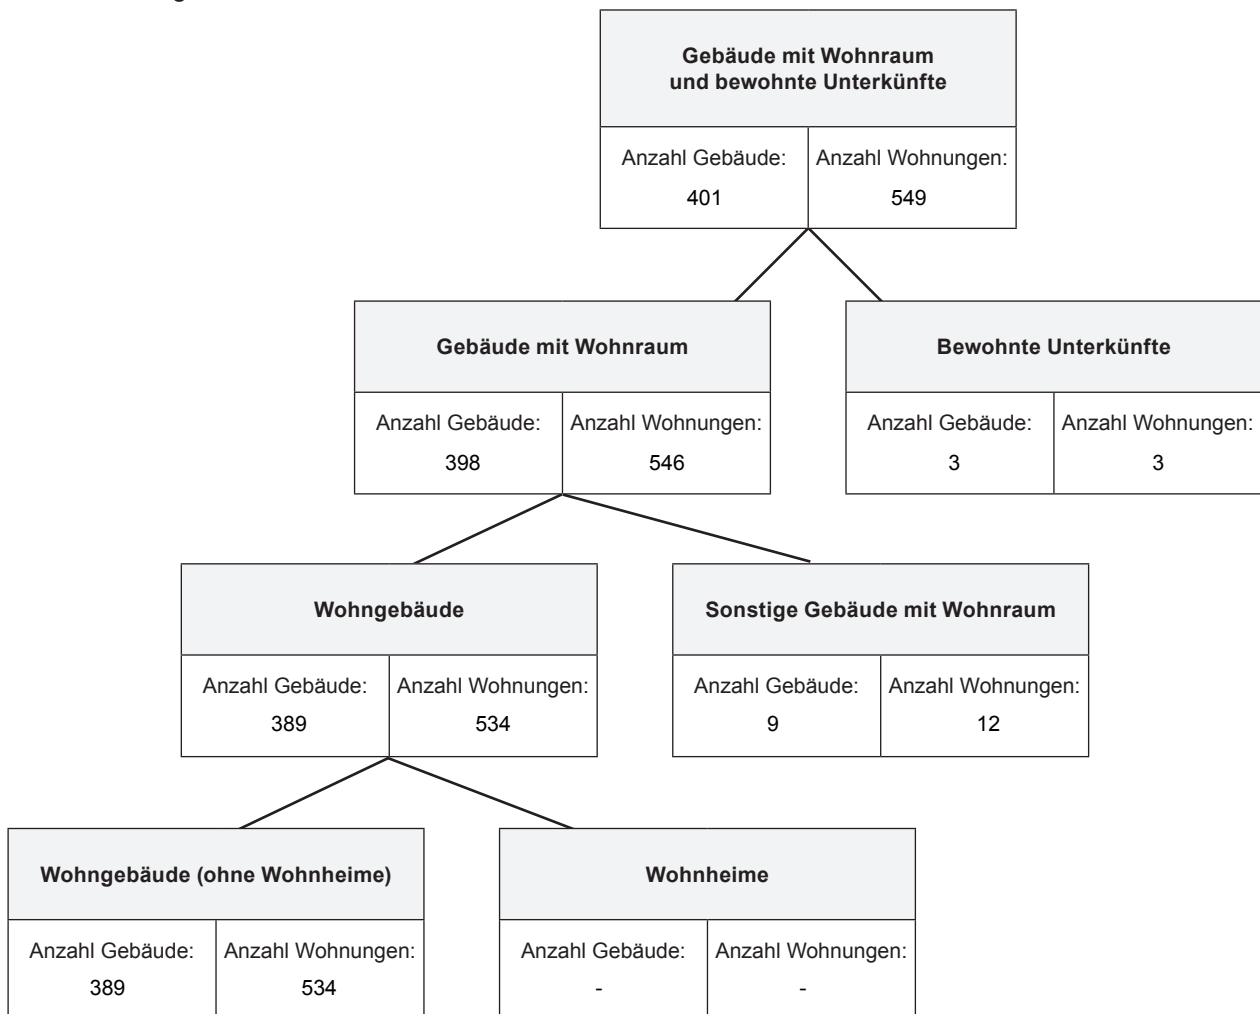 Gebäude mit Wohnraum
und bewohnte Unterkünfte
Anzahl Gebäude: Anzahl Wohnungen:
401 549
Gebäude mit Wohnraum Bewohnte Unterkünfte
Anzahl Gebäude: Anzahl Wohnungen: Anzahl Gebäude: Anzahl Wohnungen:
398 546 3 3
Wohngebäude Sonstige Gebäude mit Wohnraum
Anzahl Gebäude: Anzahl Wohnungen: Anzahl Gebäude: Anzahl Wohnungen:
389 534 9 12
Wohngebäude (ohne Wohnheime) Wohnheime
Anzahl Gebäude: Anzahl Wohnungen: Anzahl Gebäude: Anzahl Wohnungen:
389 534 - -